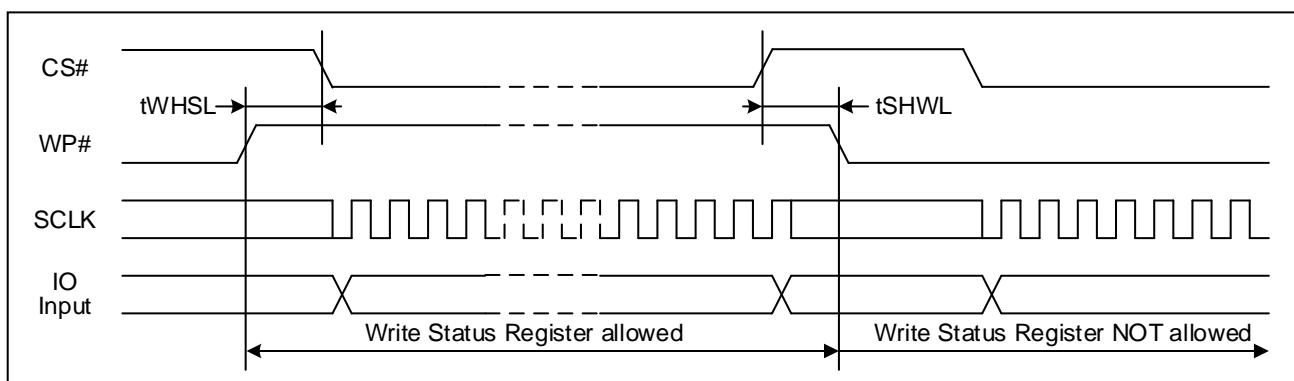 CS#
tWHSL
tSHWL
WP#
SCLK
IO
Input
Write Status Register allowed
Write Status Register NOT allowed